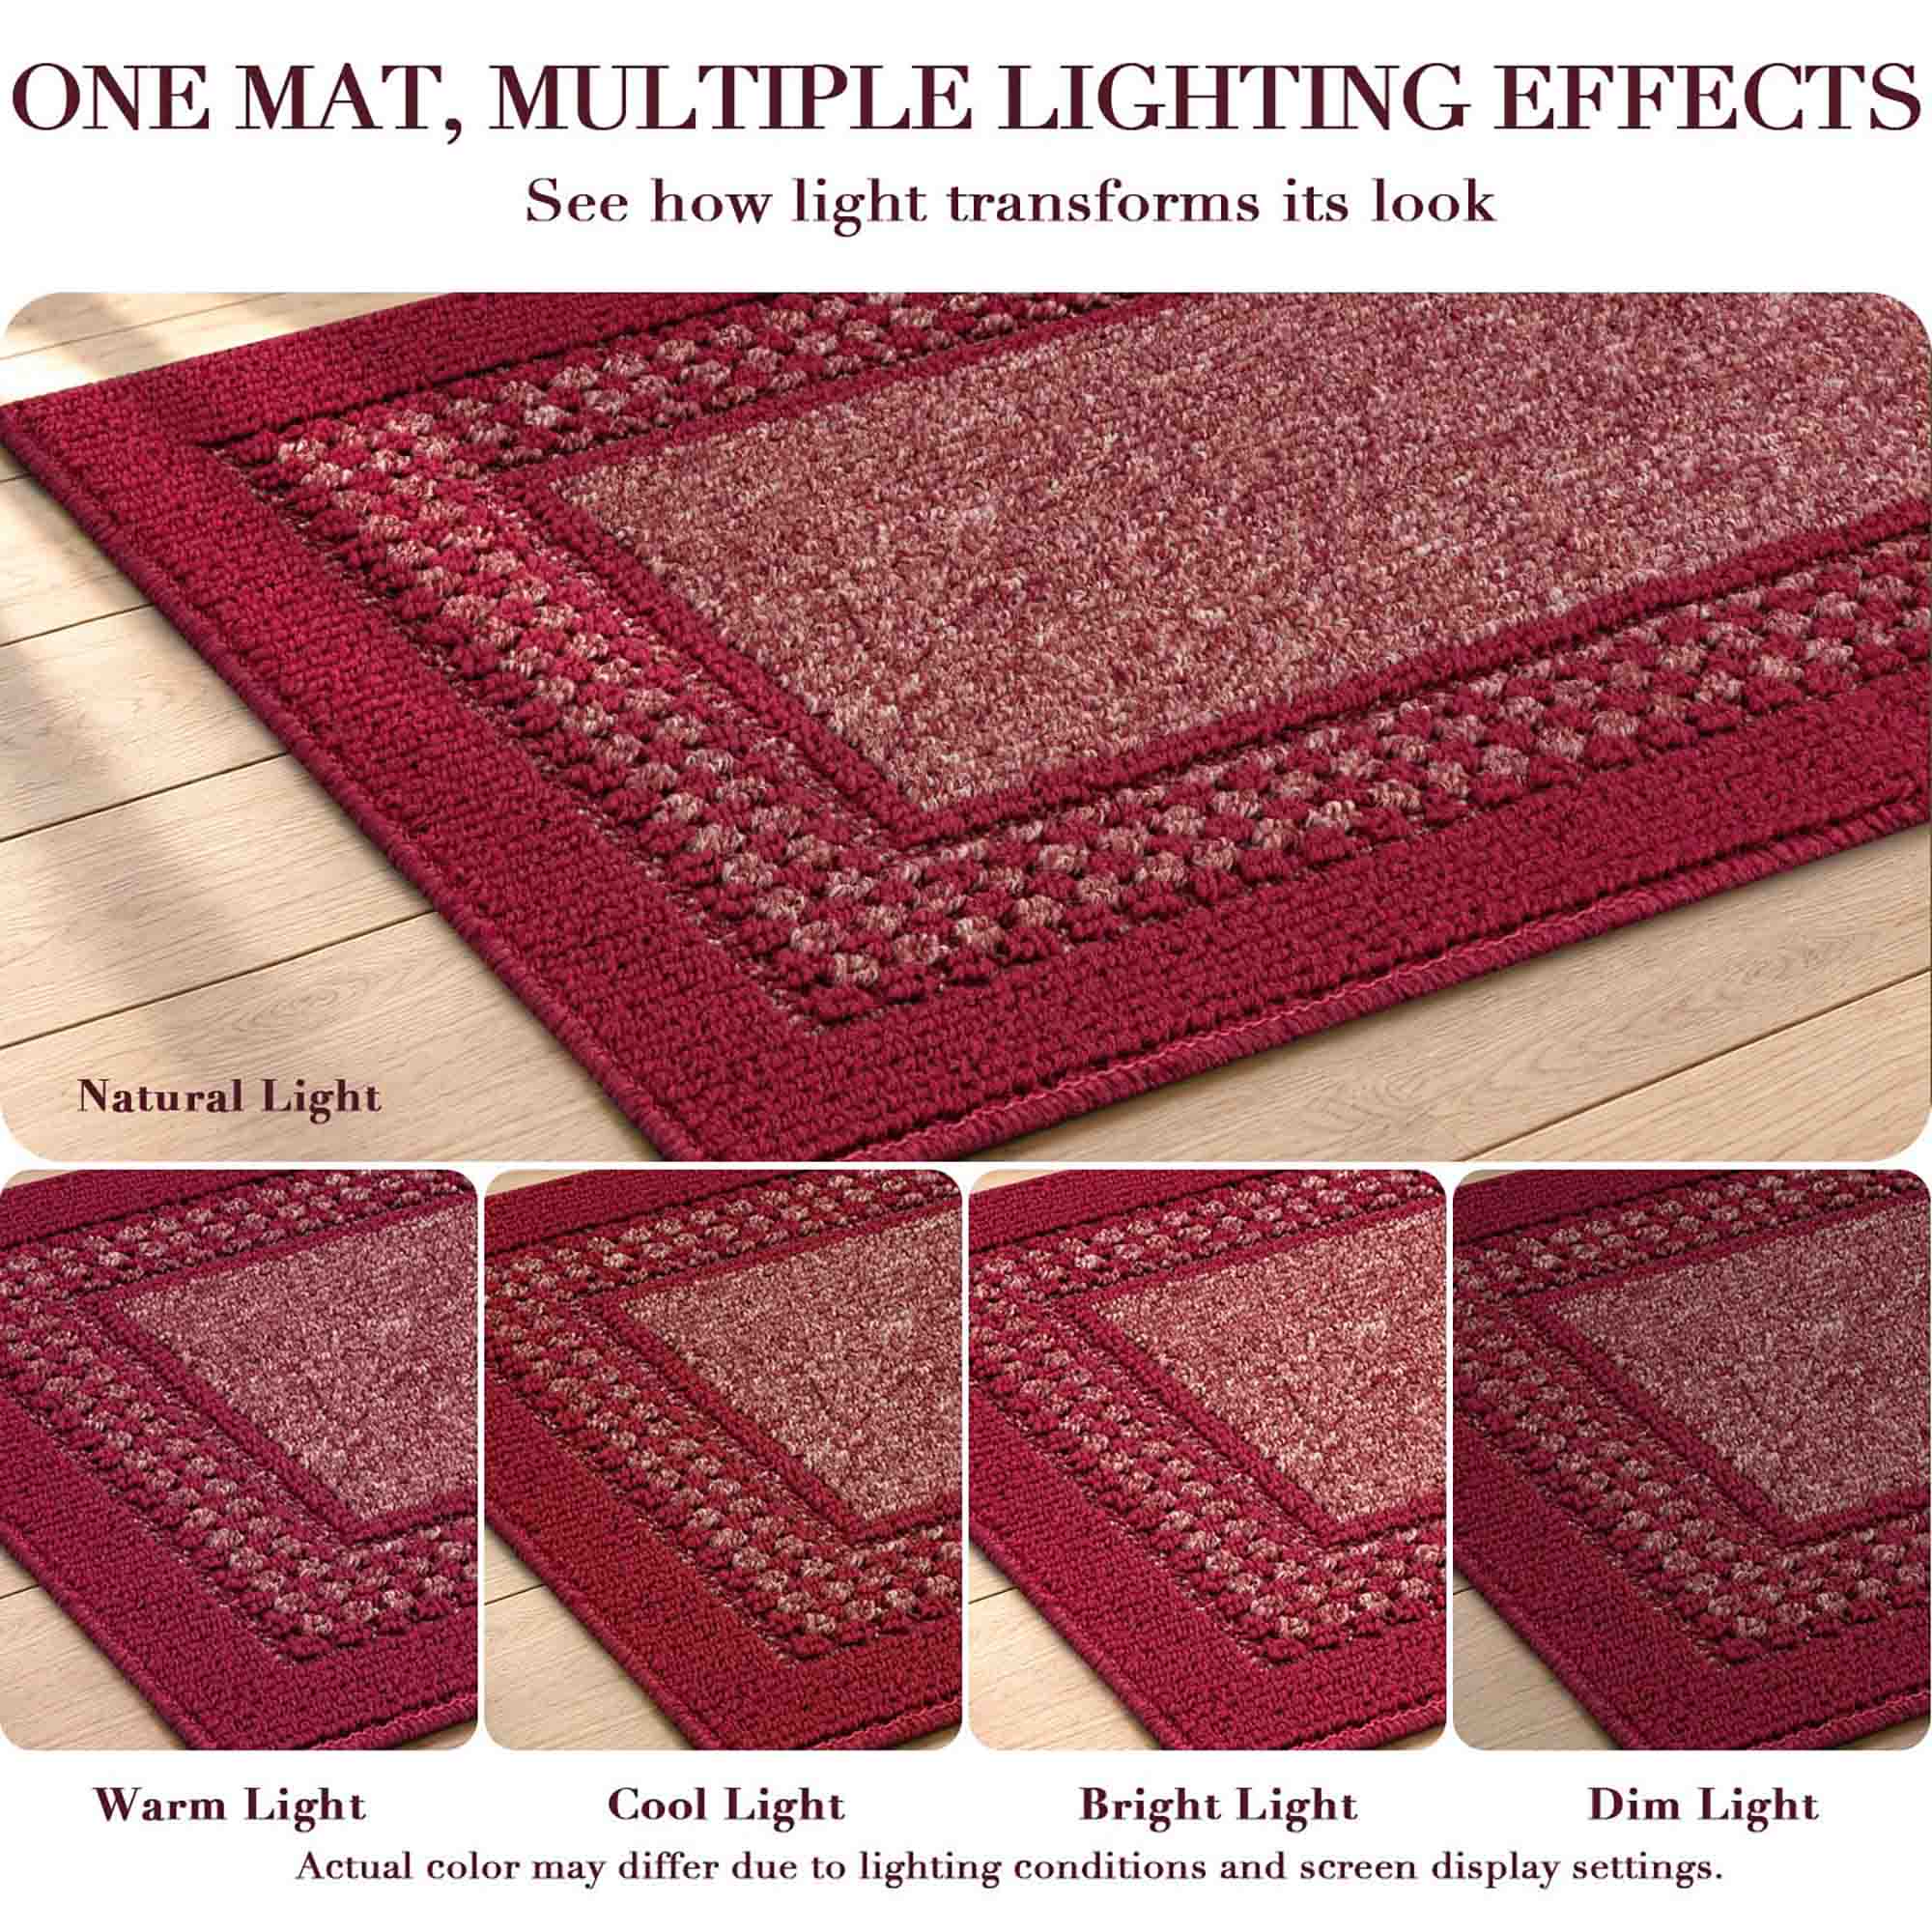 ONE MAT, MULTIPLE LIGHTING EFFECTS
See how light transforms its look
Natural Light
Warm Light
Cool Light
Bright Light
Dim Light
Actual color may differ due to lighting conditions and screen display settings.